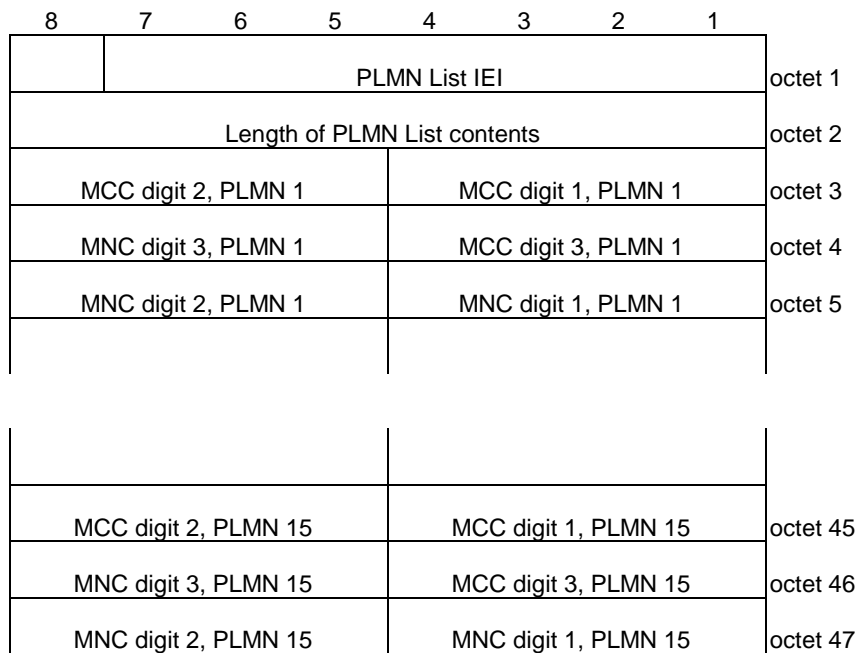 8 7 6 5 4 3 2 1
PLMN List IEI octet 1
Length of PLMN List contents octet 2
MCC digit 2, PLMN 1 MCC digit 1, PLMN 1 octet 3
MNC digit 3, PLMN 1 MCC digit 3, PLMN 1 octet 4
MNC digit 2, PLMN 1 MNC digit 1, PLMN 1 octet 5
MCC digit 2, PLMN 15 MCC digit 1, PLMN 15 octet 45
MNC digit 3, PLMN 15 MCC digit 3, PLMN 15 octet 46
MNC digit 2, PLMN 15 MNC digit 1, PLMN 15 octet 47